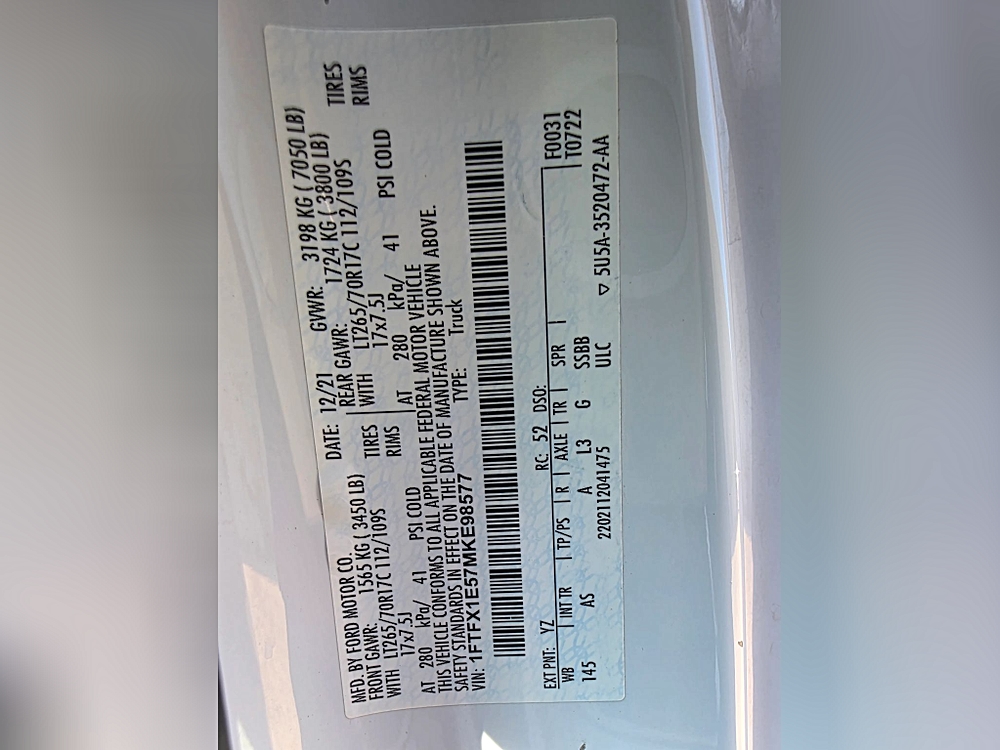 MFD. BY FORD MOTOR CO. DATE: 12/21 GVWR: 3198 KG ( 7050 LB)
FRONT GAWR: 1565 KG ( 3450 LB) REAR GAWR: 1724 KG ( 3800 LB)
WITH LT265/70R17C 112/109S TIRES WITH LT265/70R17C 112/109S TIRES
17x7.5J RIMS 17x7.5J RIMS
AT 280 kPa/ 41 PSI COLD AT 280 kPa/ 41 PSI COLD
THIS VEHICLE CONFORMS TO ALL APPLICABLE FEDERAL MOTOR VEHICLE
SAFETY STANDARDS IN EFFECT ON THE DATE OF MANUFACTURE SHOWN ABOVE.
VIN: 1FTFX1E57MKE98577 TYPE: Truck
EXT PNT: YZ RC: 52 DSO: F0031
WB INT TR TP/PS R AXLE TR SPR T0722
145 AS A L3 G SSBB
2202112041475 ULC ▽ 5U5A-3520472-AA